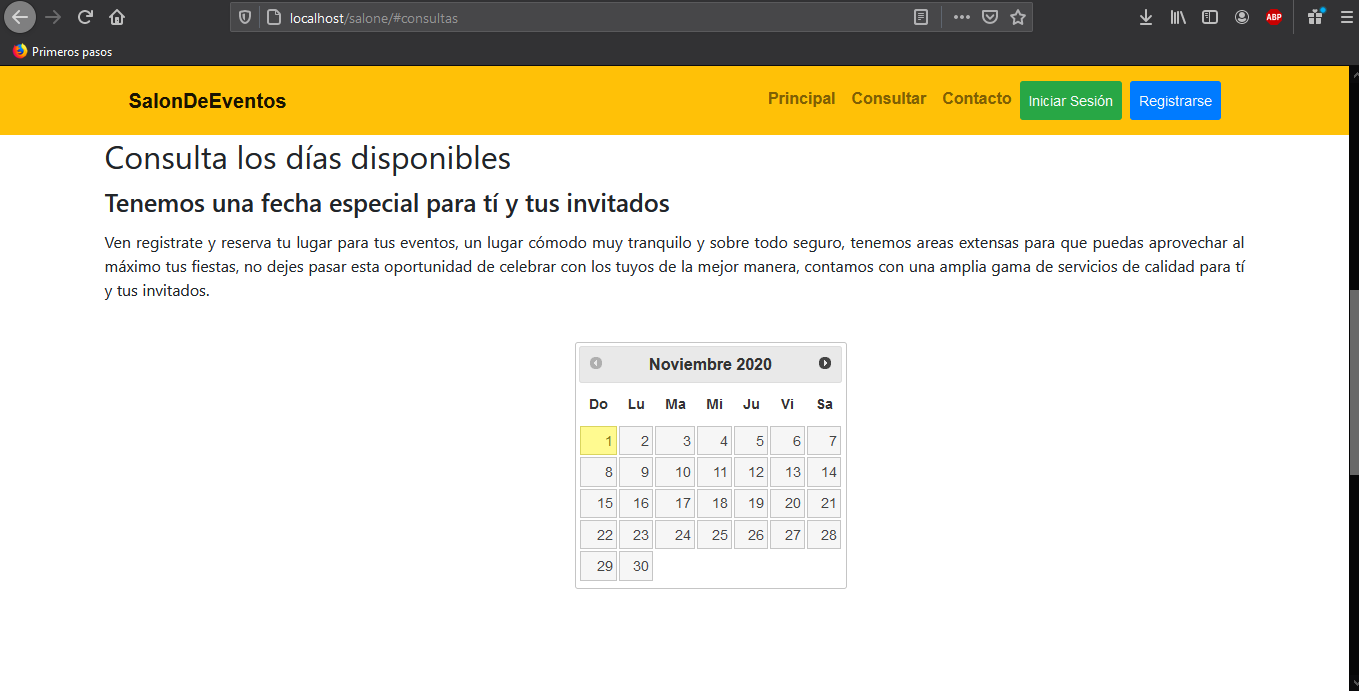 localhost/salone/#consultas
ABP
Primeros pasos
SalonDeEventos Principal Consultar Contacto Iniciar Sesión Registrarse
Consulta los días disponibles
Tenemos una fecha especial para tí y tus invitados
Ven registrate y reserva tu lugar para tus eventos, un lugar cómodo muy tranquilo y sobre todo seguro, tenemos areas extensas para que puedas aprovechar al
máximo tus fiestas, no dejes pasar esta oportunidad de celebrar con los tuyos de la mejor manera, contamos con una amplia gama de servicios de calidad para tí
y tus invitados.
Noviembre 2020
Do Lu Ma Mi Ju Vi Sa
1 2 3 4 5 6 7
8 9 10 11 12 13 14
15 16 17 18 19 20 21
22 23 24 25 26 27 28
29 30